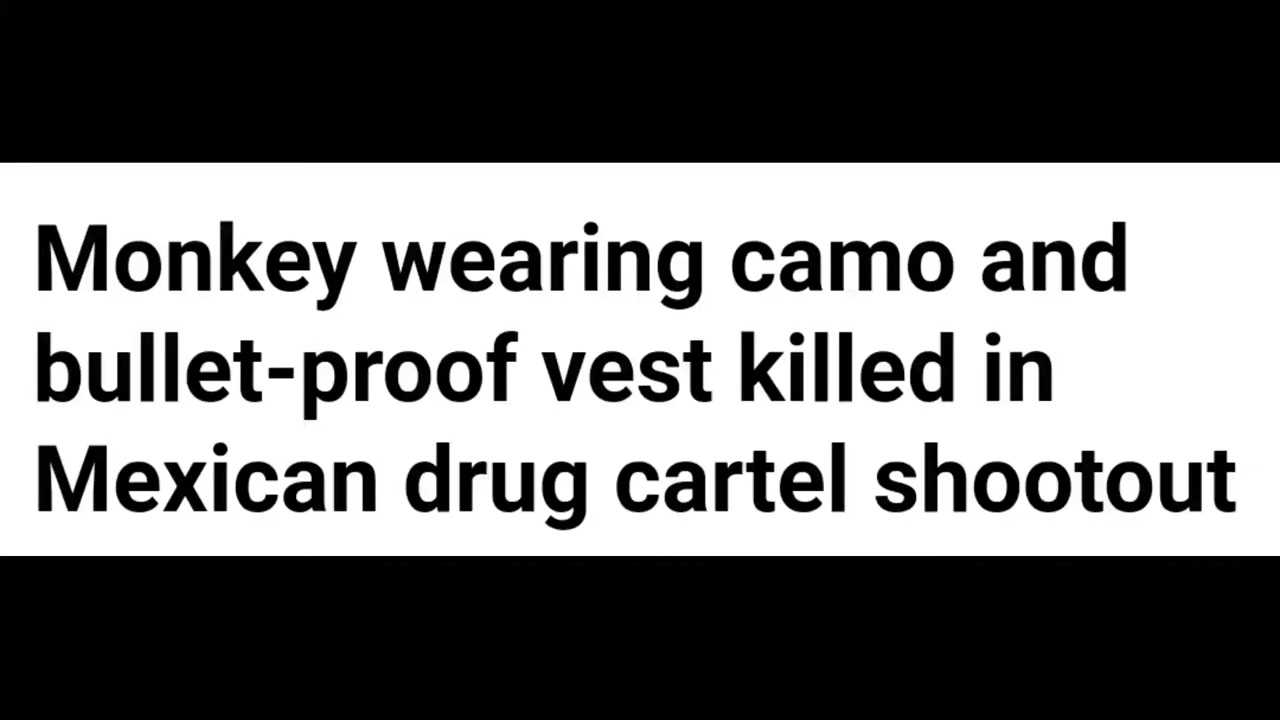 Monkey wearing camo and
bullet-proof vest killed in
Mexican drug cartel shootout